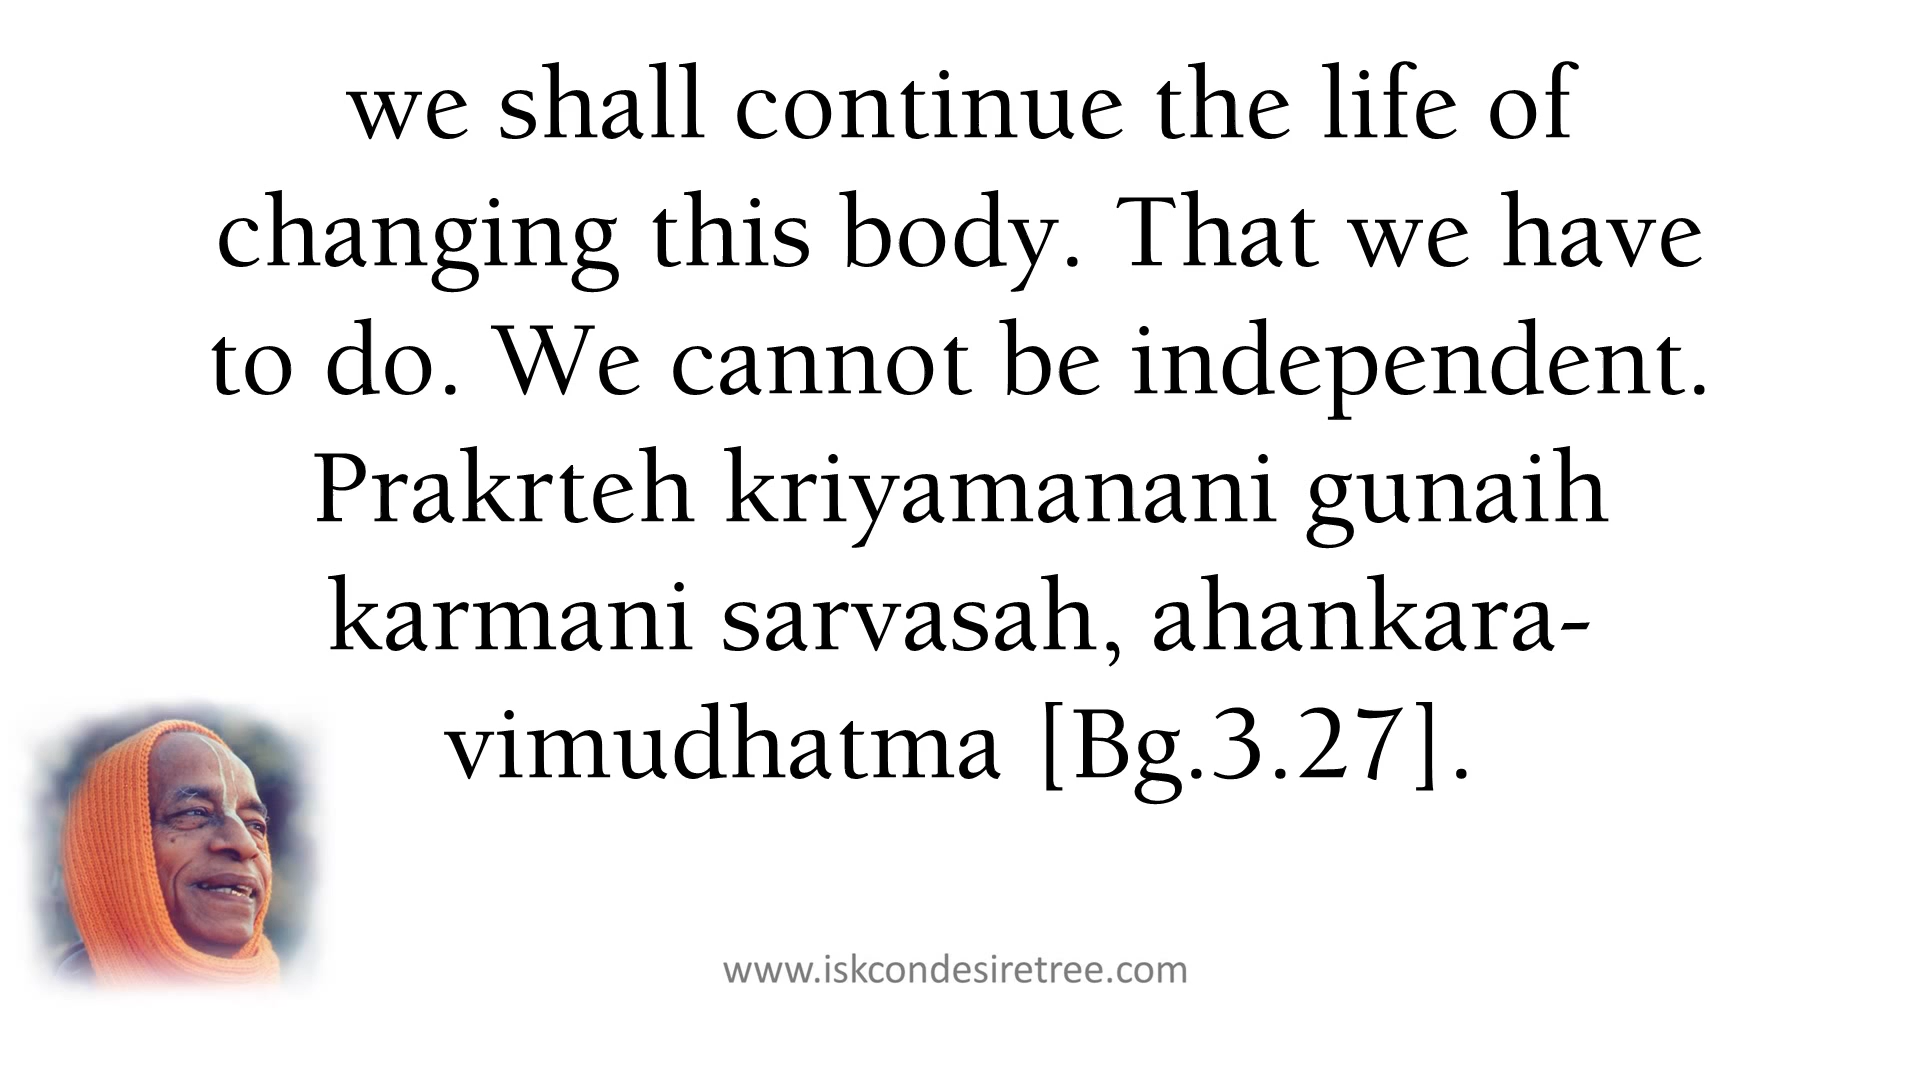 we shall continue the life of
changing this body. That we have
to do. We cannot be independent.
Prakrteh kriyamanani gunaih
karmani sarvasah, ahankara-
vimudhatma [Bg.3.27].
www.iskcondesiretree.com